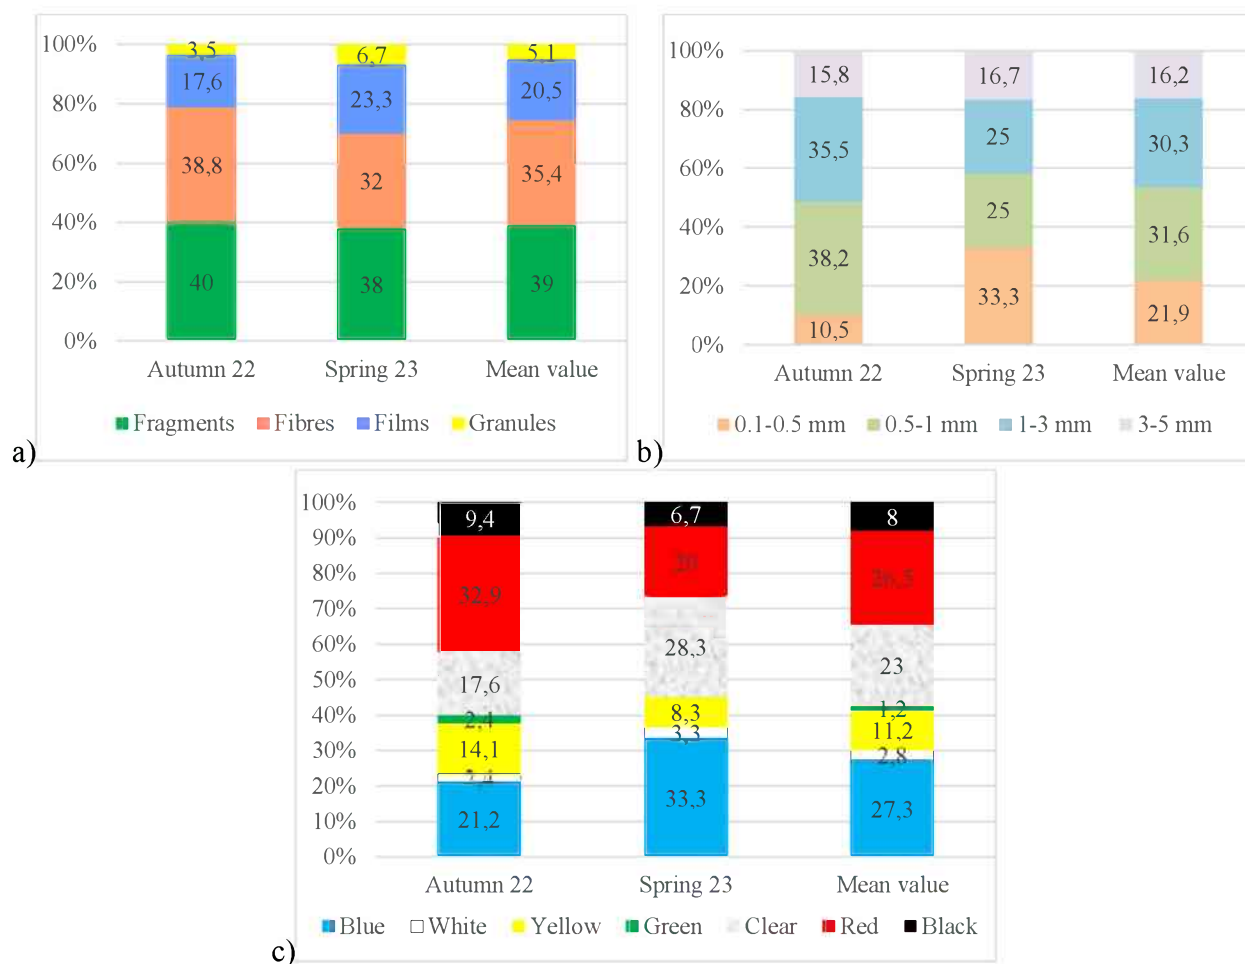 100%
80%
60%
40%
20%
0%
3,5
17,6
38,8
40
6,7
23,3
32
38
5,1
20,5
35,4
39
Autumn 22
Spring 23
Mean value
Fragments
Fibres
Films
Granules
a)
100%
80%
60%
40%
20%
0%
15,8
35,5
38,2
10,5
16,7
25
25
33,3
16,2
30,3
31,6
21,9
Autumn 22
Spring 23
Mean value
0.1-0.5 mm
0.5-1 mm
1-3 mm
3-5 mm
b)
100%
90%
80%
70%
60%
50%
40%
30%
20%
10%
0%
9,4
32,9
17,6
2,4
14,1
2,4
21,2
6,7
20
28,3
8,3
3,3
33,3
8
26,5
23
1,2
11,2
2,8
27,3
Autumn 22
Spring 23
Mean value
Blue
White
Yellow
Green
Clear
Red
Black
c)